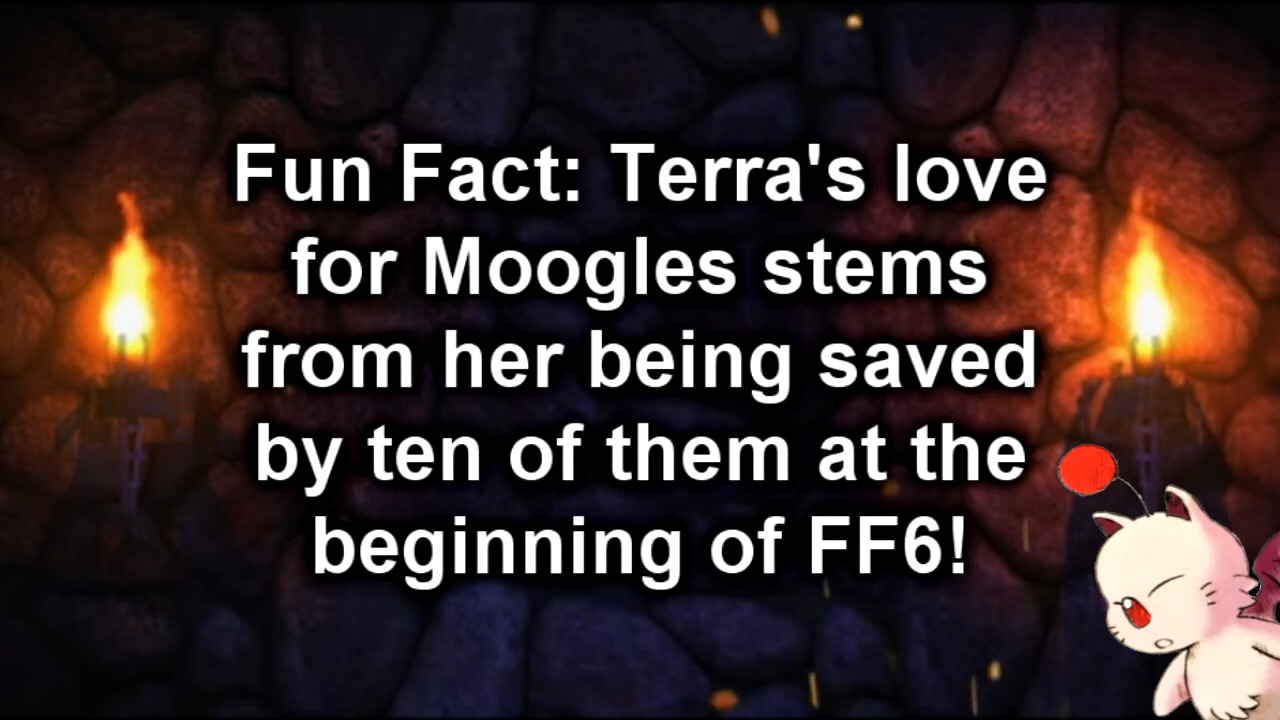 Fun Fact: Terra's love
for Moogles stems
from her being saved
by ten of them at the
beginning of FF6!